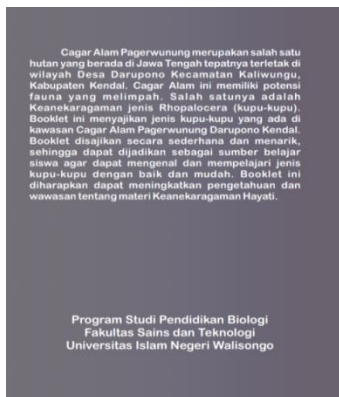 Cagar Alam Pagerwunung merupakan salah satu
hutan yang berada di Jawa Tengah tepatnya terletak di
wilayah Desa Darupono Kecamatan Kaliwungu,
Kabupaten Kendal. Cagar Alam ini memiliki potensi
fauna yang melimpah. Salah satunya adalah
Keanekaragaman jenis Rhopalocera (kupu-kupu).
Booklet ini menyajikan jenis kupu-kupu yang ada di
kawasan Cagar Alam Pagerwunung Darupono Kendal.
Booklet disajikan secara sederhana dan menarik,
sehingga dapat dijadikan sebagai sumber belajar
siswa agar dapat mengenal dan mempelajari jenis
kupu-kupu dengan baik dan mudah. Booklet ini
diharapkan dapat meningkatkan pengetahuan dan
wawasan tentang materi Keanekaragaman Hayati.
Program Studi Pendidikan Biologi
Fakultas Sains dan Teknologi
Universitas Islam Negeri Walisongo